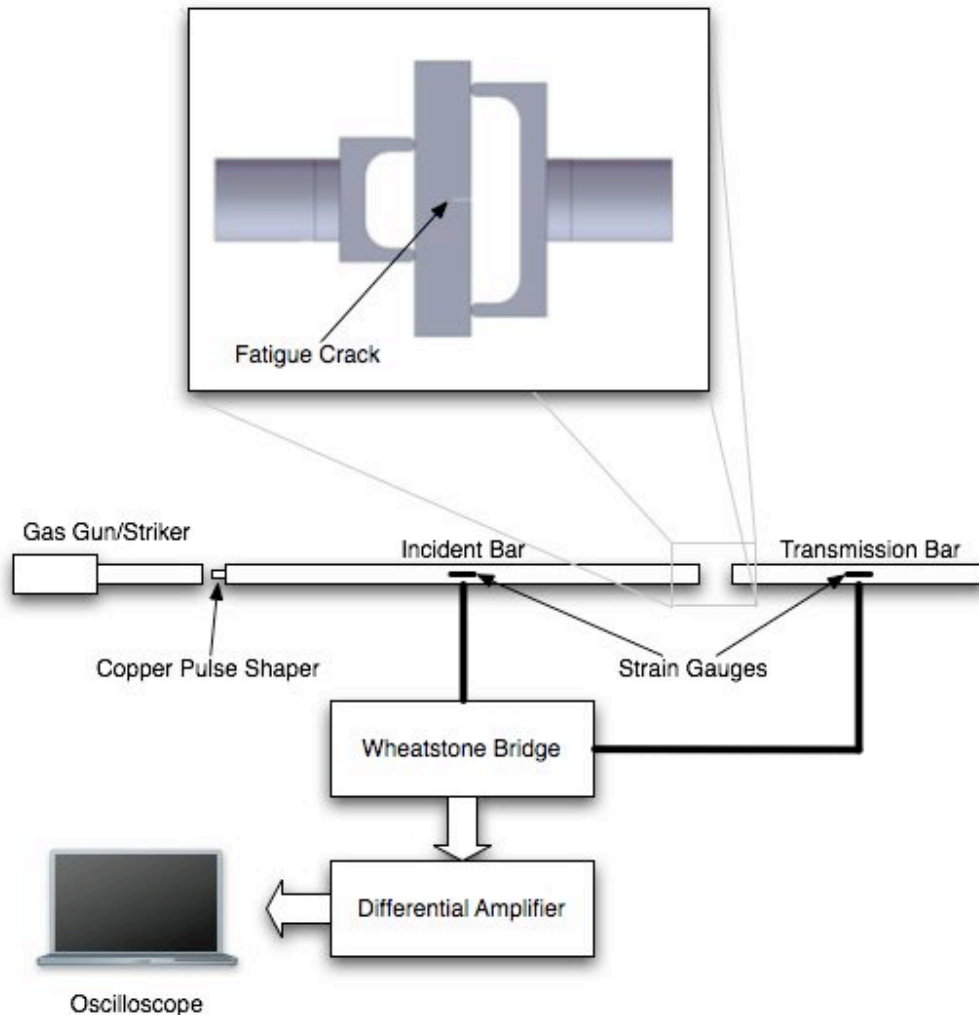 Fatigue Crack
Gas Gun/Striker
Incident Bar
Transmission Bar
Copper Pulse Shaper
Strain Gauges
Wheatstone Bridge
Differential Amplifier
Oscilloscope